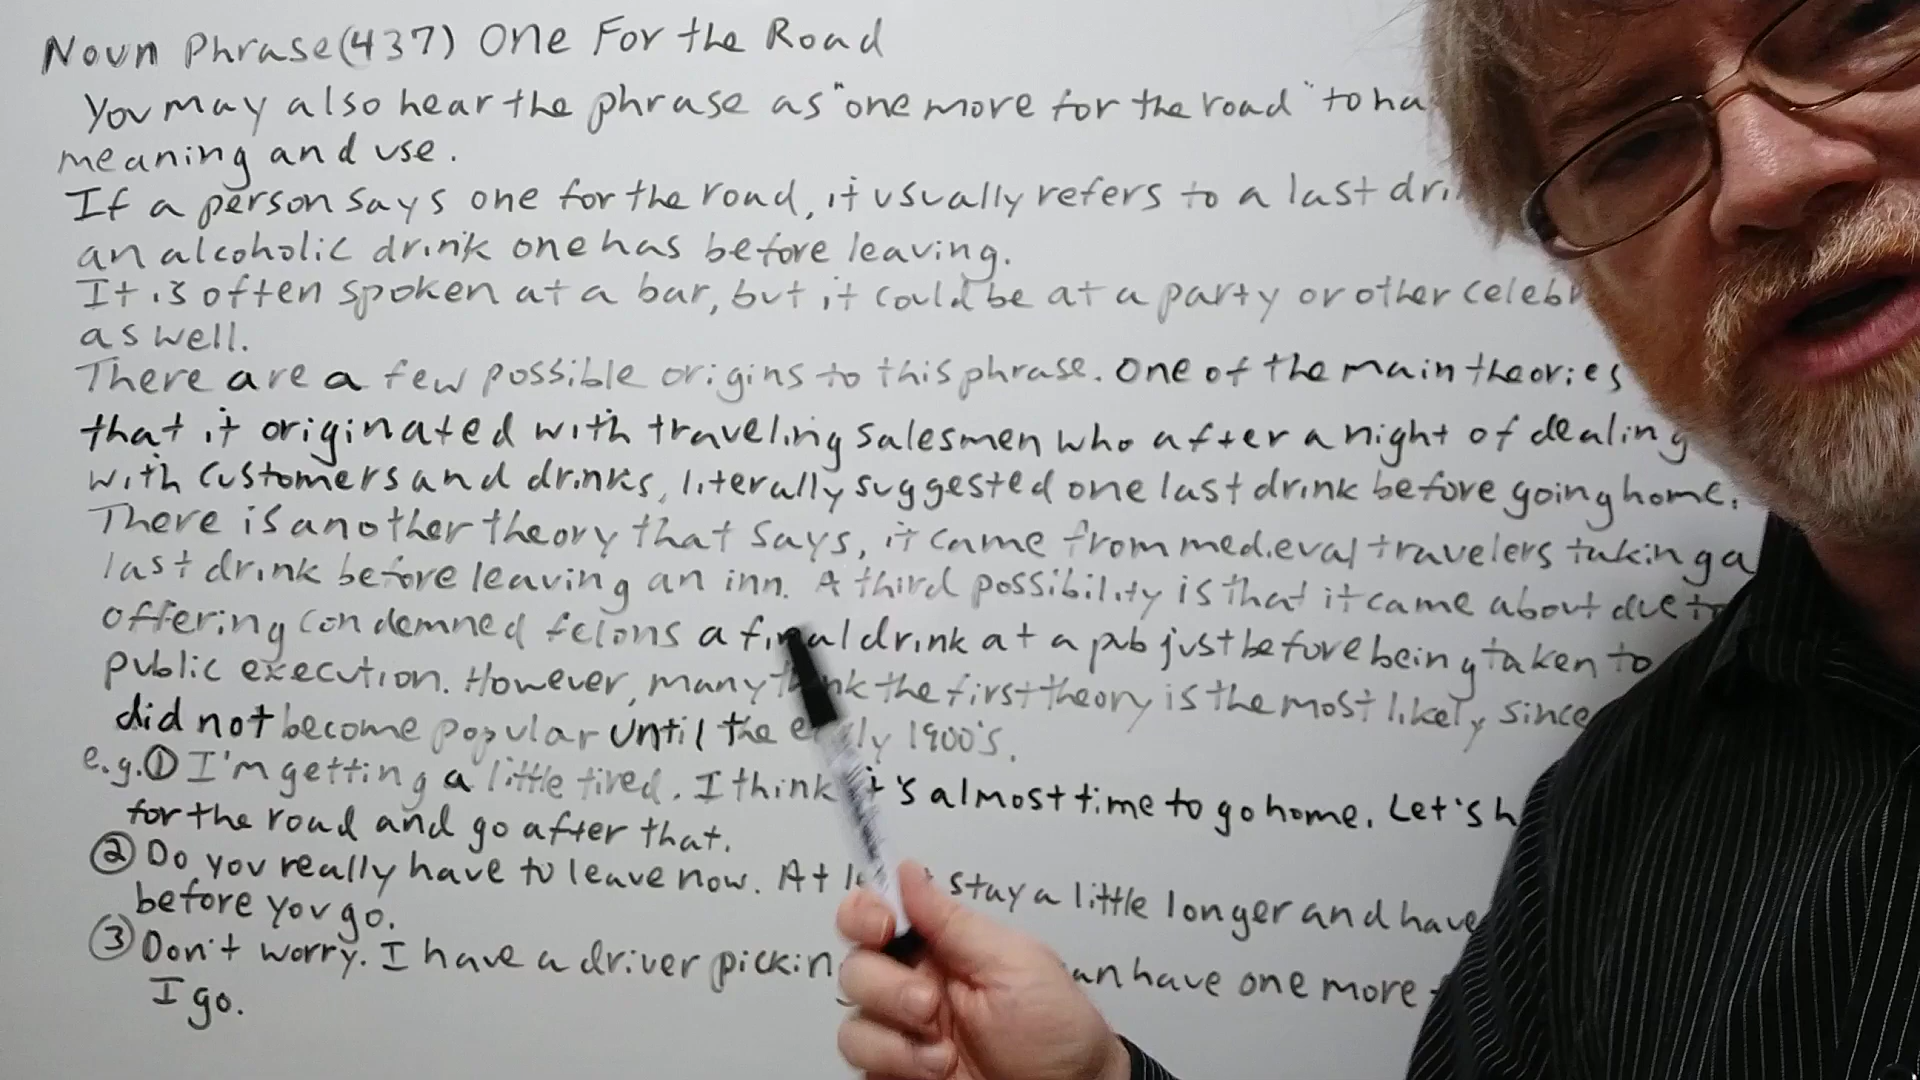 Noun Phrase (437) One For the Road
You may also hear the phrase as "one more for the road" to
meaning and use.
If a person says one for the road, it usually refers to a last
an alcoholic drink one has before leaving.
It is often spoken at a bar, but it could be at a party or other
as well.
There are a few possible origins to this phrase. One of the main theories
that it originated with traveling salesmen who after a night of dealing
with customers and drinks, literally suggested one last drink before going home.
There is another theory that says, it came from medieval travelers taking a
last drink before leaving an inn. A third possibility is that it came about due to
offering condemned felons a final drink at a pub just before being taken to
public execution. However, many think the first theory is the most likely, since
did not become popular until the early 1900's.
e.g. ① I'm getting a little tired. I think it's almost time to go home. Let's
for the road and go after that.
② Do you really have to leave now. At least stay a little longer and have
before you go.
③ Don't worry. I have a driver an have one more
I go.